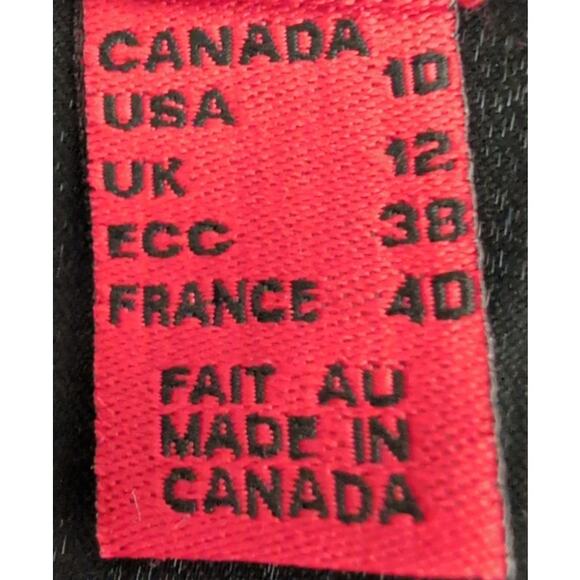 CANADA 10
USA
UK 12
ECC 38
FRANCE 40
FAIT AU
MADE IN
CANADA